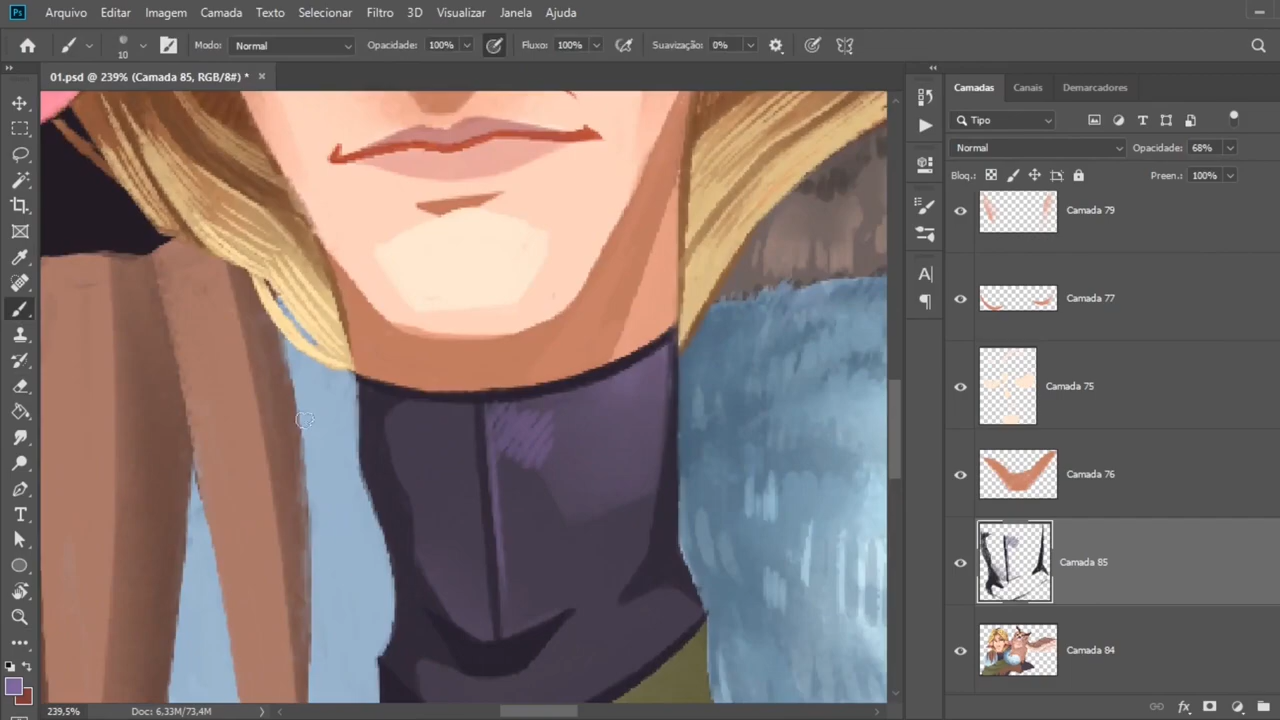 Ps Arquivo Editar Imagem Camada Texto Selecionar Filtro 3D Visualizar Janela Ajuda
10 Modo: Normal Opacidade: 100% Fluxo: 100% Suavização: 0%
01.psd @ 239% (Camada 85, RGB/8#) * ×
Camadas Canais Demarcadores
Tipo
Normal Opacidade: 68%
Bloq.: Preen.: 100%
Camada 79
Camada 77
Camada 75
Camada 76
Camada 85
Camada 84
239,5% Doc: 6,33M/73,4M